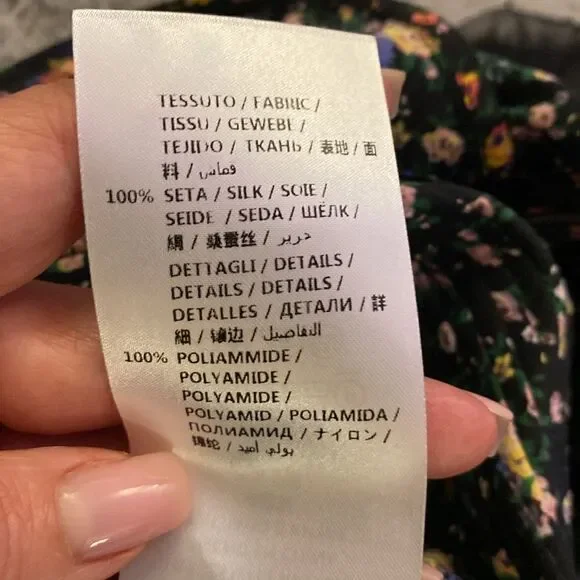 TESSUTO / FABRIC /
TISSU / GEWEBE /
TEJIDO / ТКАНЬ / 表地 / 面
料 / قماش
100% SETA / SILK / SOIE /
SEIDE / SEDA / ШЁЛК /
絹 / 桑蚕丝 / حرير
DETTAGLI / DETAILS /
DETAILS / DETAILS /
DETALLES / ДЕТАЛИ / 詳
細 / 镶边 / التفاصيل
100% POLIAMMIDE /
POLYAMIDE /
POLYAMIDE /
POLYAMID / POLIAMIDA /
ПОЛИАМИД / ナイロン /
锦纶 / بولي أميد